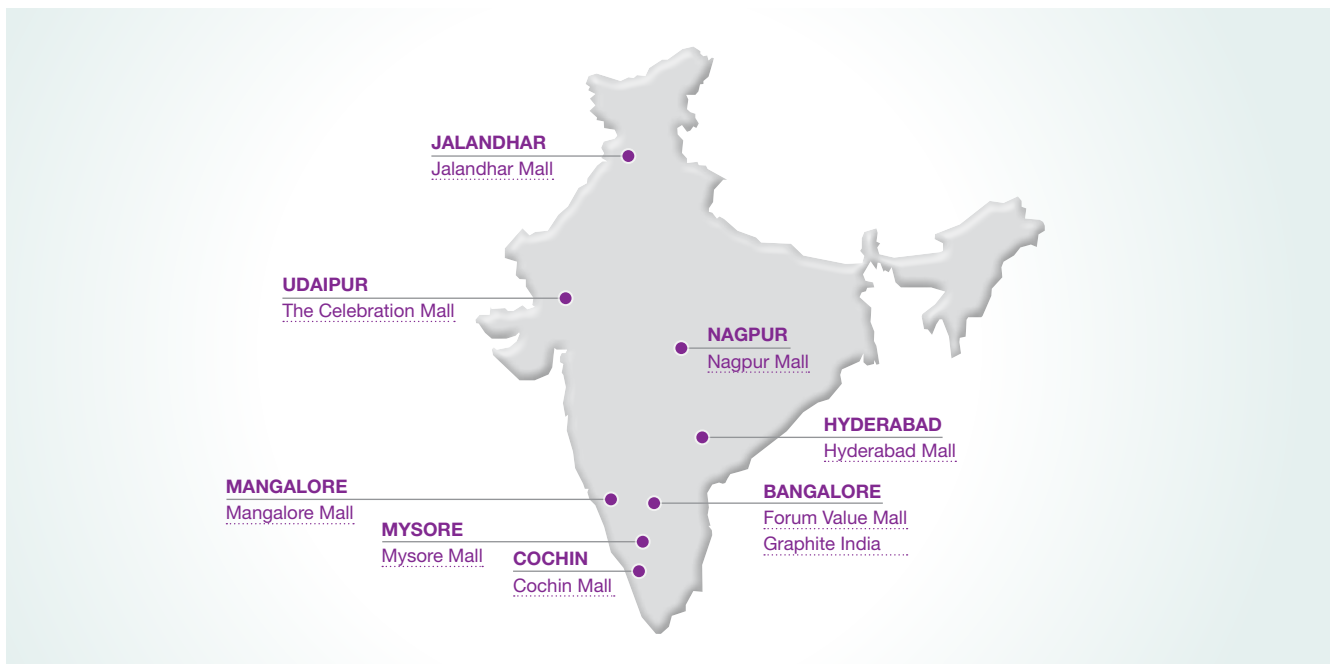 JALANDHAR
Jalandhar Mall
UDAIPUR
The Celebration Mall
NAGPUR
Nagpur Mall
HYDERABAD
Hyderabad Mall
MANGALORE
Mangalore Mall
BANGALORE
Forum Value Mall
Graphite India
MYSORE
Mysore Mall
COCHIN
Cochin Mall